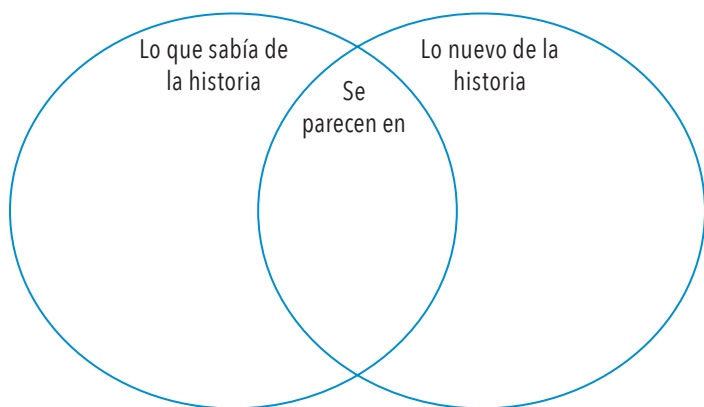 Lo que sabía de
la historia
Se
parecen en
Lo nuevo de la
historia